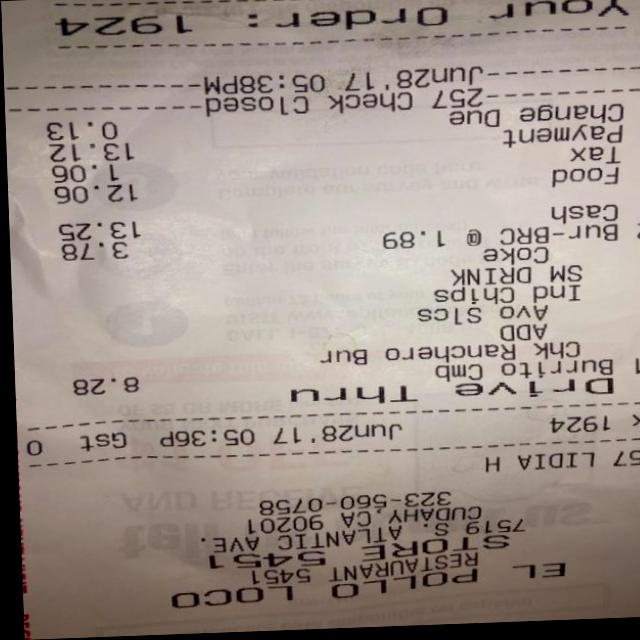 EL POLLO LOCO
RESTAURANT 5451
STORE 5451
7519 S. ATLANTIC AVE.
CUDAHY, CA 90201
323-560-0758
57 LIDIA H
1924 Jun28'17 05:36P Gst 0
Drive Thru
1 Burrito Cmb 8.28
Chk Ranchero Bur
ADD
Avo Slcs
Ind Chips
SM DRINK
Coke
Bur-BRC @ 1.89 3.78
Cash 13.25
Food 12.06
Tax 1.06
Payment 13.12
Change Due 0.13
257 Check Closed
Jun28'17 05:38PM
Your Order: 1924